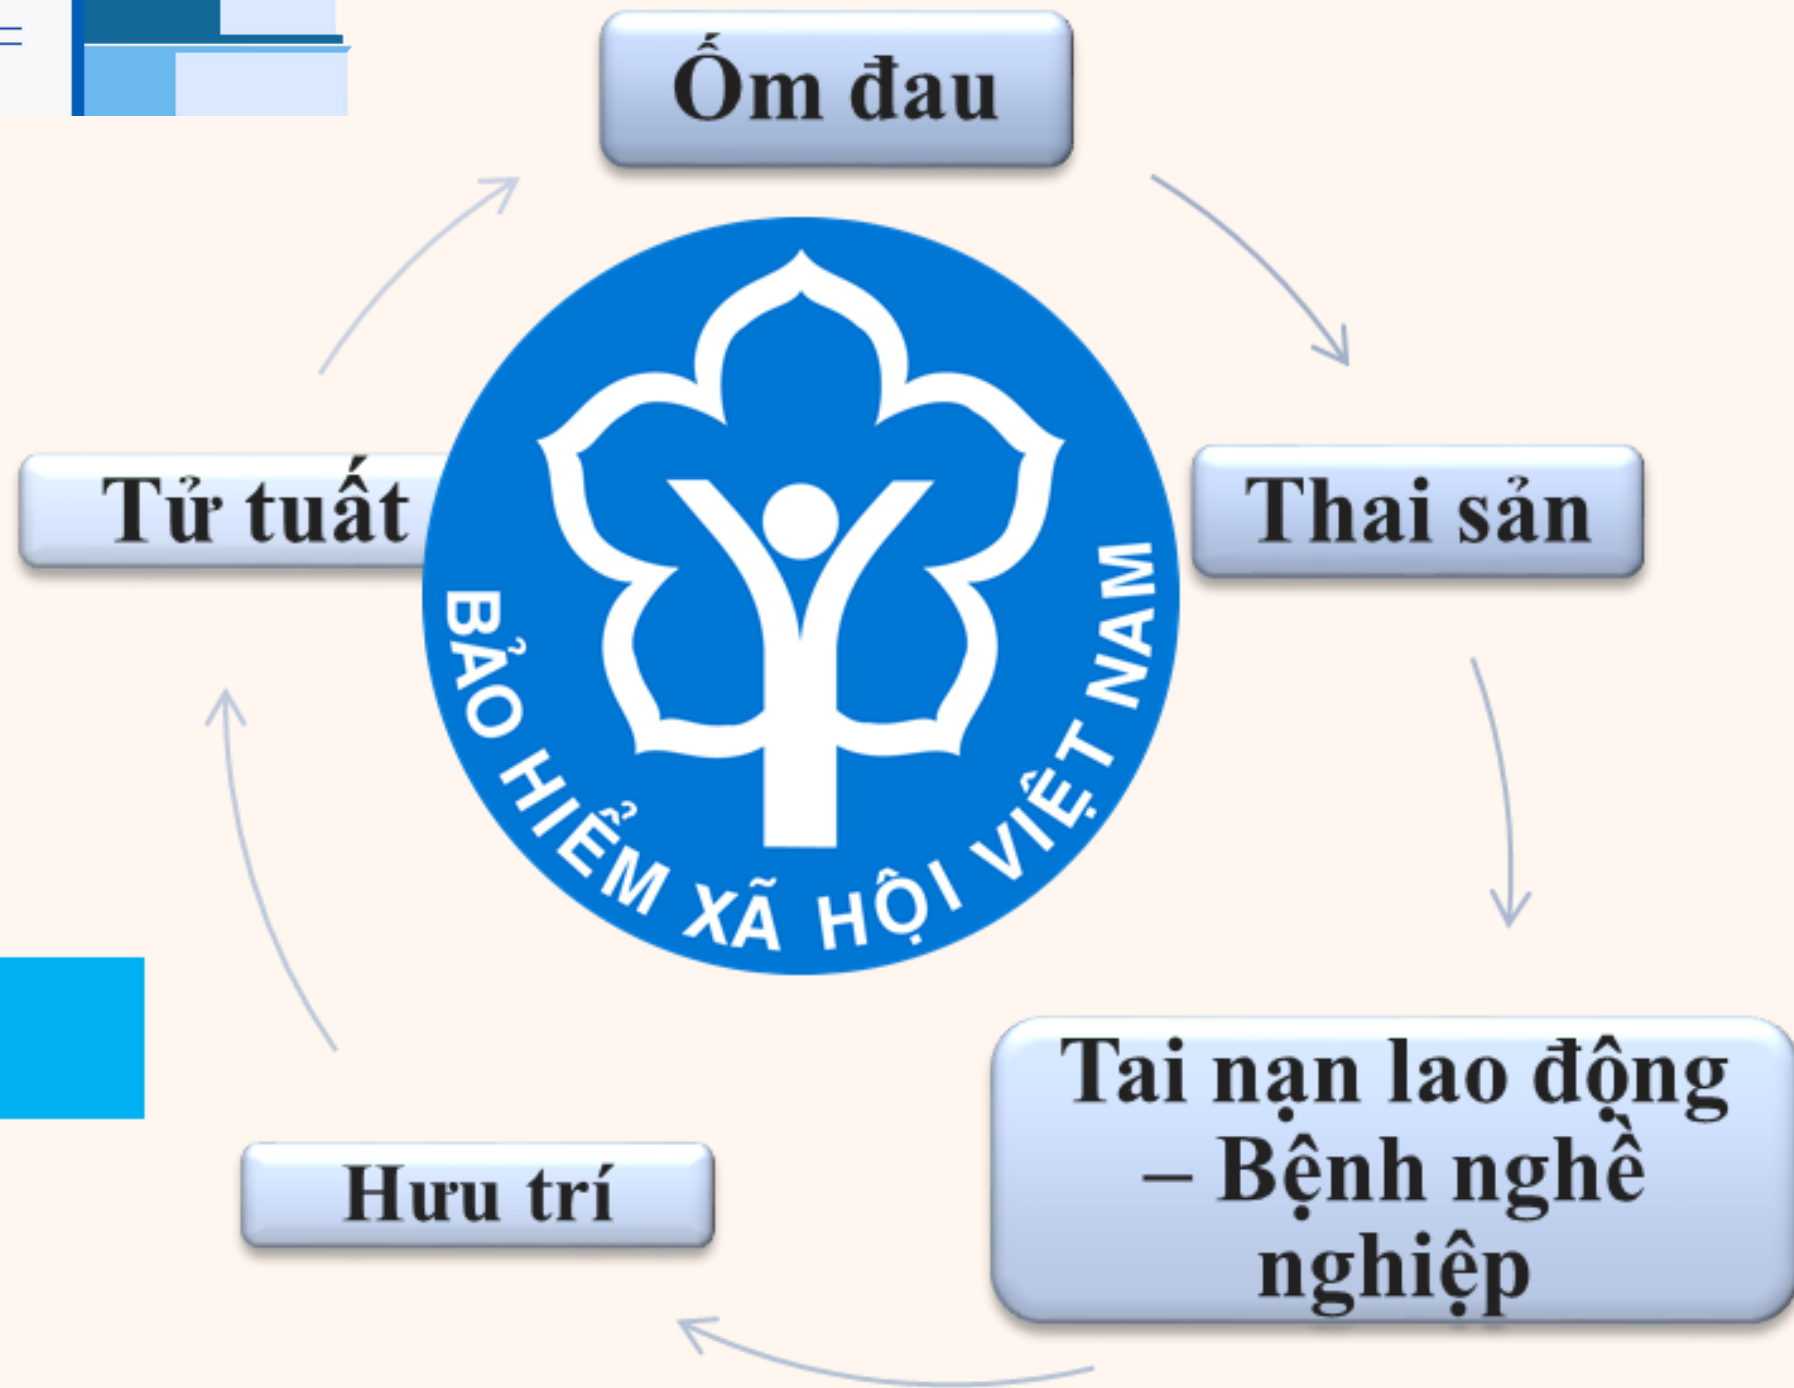 Ốm đau
Tử tuất
Thai sản
BẢO HIỂM XÃ HỘI VIỆT NAM
Tai nạn lao động
– Bệnh nghề
nghiệp
Hưu trí